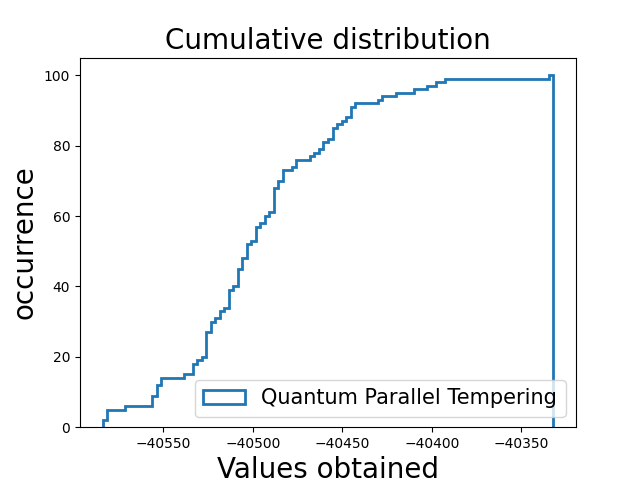 Cumulative distribution
100
80
60
40
20
0
occurrence
Quantum Parallel Tempering
−40550 −40500 −40450 −40400 −40350
Values obtained